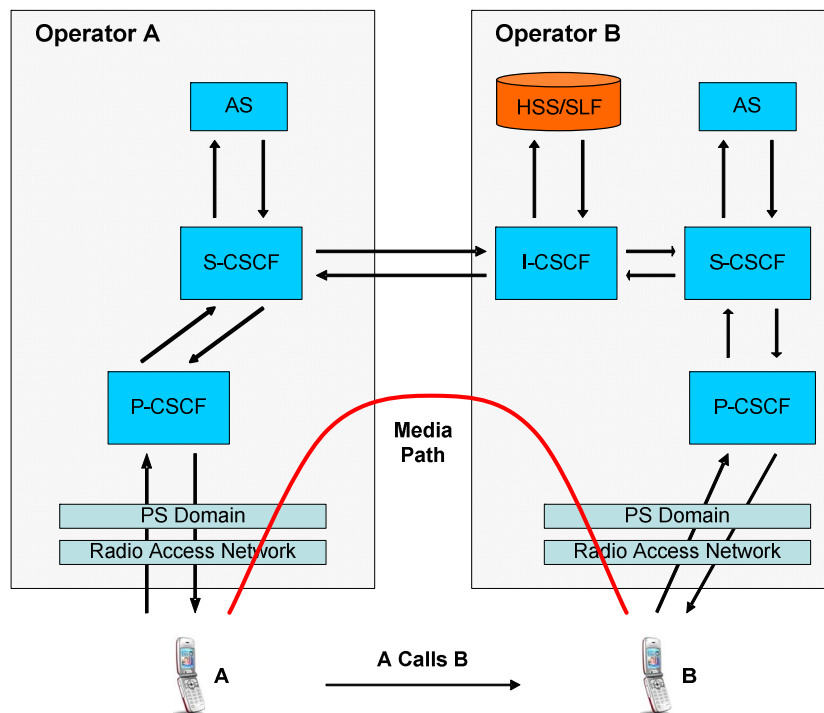 Operator A
Operator B
AS
HSS/SLF
AS
S-CSCF
I-CSCF
S-CSCF
P-CSCF
P-CSCF
Media
Path
PS Domain
PS Domain
Radio Access Network
Radio Access Network
A
A Calls B
B